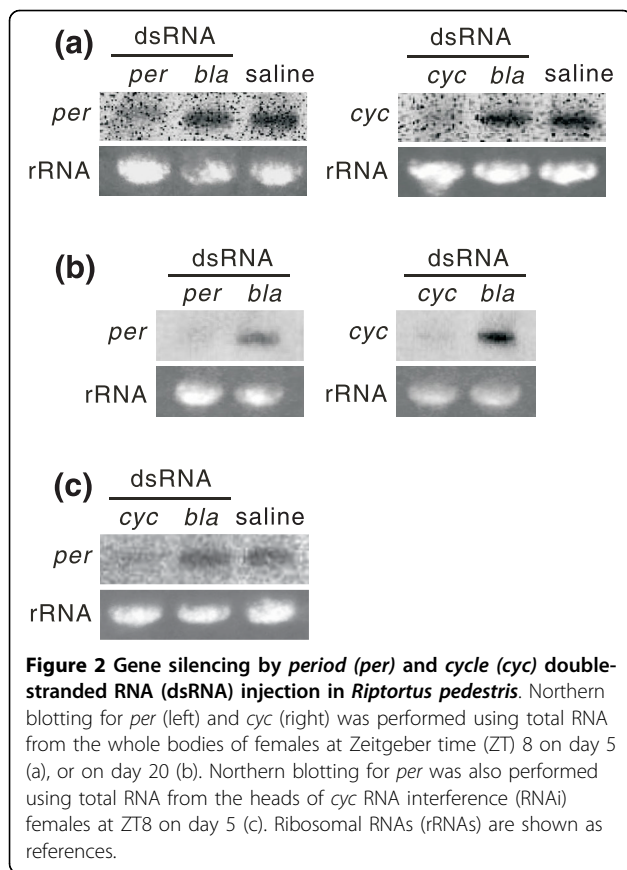 (a)
dsRNA
per bla saline
per
rRNA
dsRNA
cyc bla saline
cyc
rRNA
(b)
dsRNA
per bla
per
rRNA
dsRNA
cyc bla
cyc
rRNA
(c)
dsRNA
cyc bla saline
per
rRNA
Figure 2 Gene silencing by period (per) and cycle (cyc) double-
stranded RNA (dsRNA) injection in Riptortus pedestris. Northern
blotting for per (left) and cyc (right) was performed using total RNA
from the whole bodies of females at Zeitgeber time (ZT) 8 on day 5
(a), or on day 20 (b). Northern blotting for per was also performed
using total RNA from the heads of cyc RNA interference (RNAi)
females at ZT8 on day 5 (c). Ribosomal RNAs (rRNAs) are shown as
references.